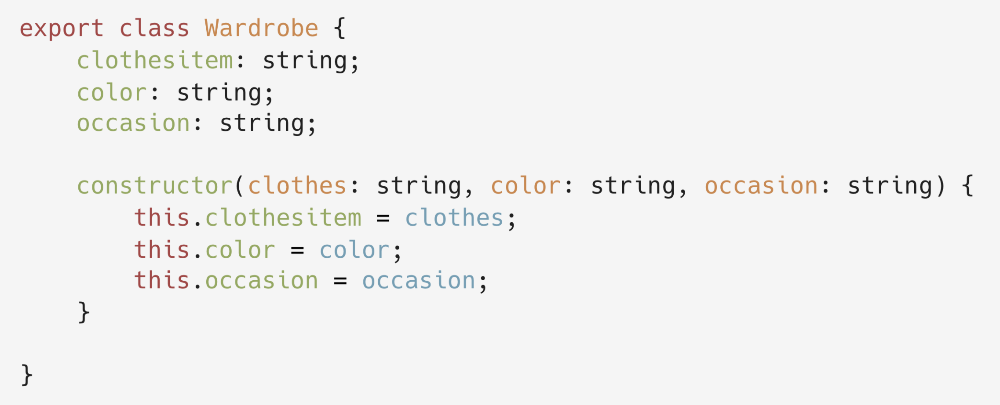 export class Wardrobe {
    clothesitem: string;
    color: string;
    occasion: string;

    constructor(clothes: string, color: string, occasion: string) {
        this.clothesitem = clothes;
        this.color = color;
        this.occasion = occasion;
    }

}